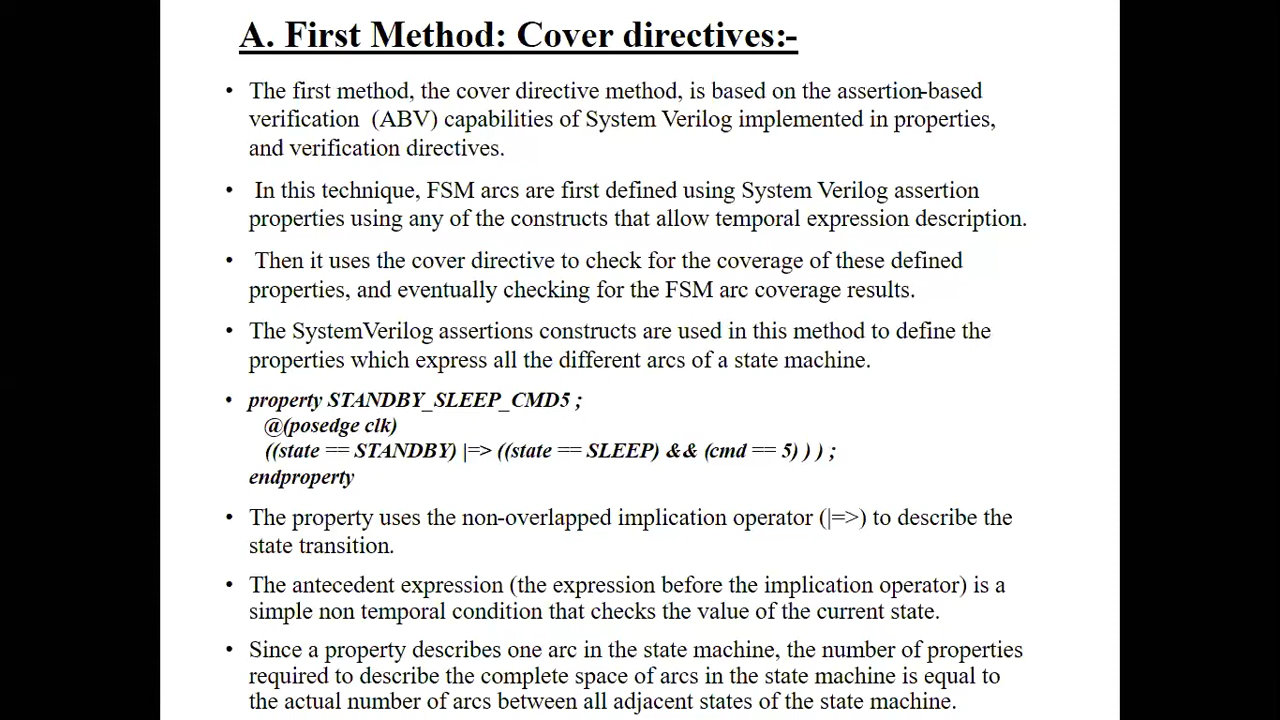 A. First Method: Cover directives:-
• The first method, the cover directive method, is based on the assertion-based
verification (ABV) capabilities of System Verilog implemented in properties,
and verification directives.
• In this technique, FSM arcs are first defined using System Verilog assertion
properties using any of the constructs that allow temporal expression description.
• Then it uses the cover directive to check for the coverage of these defined
properties, and eventually checking for the FSM arc coverage results.
• The SystemVerilog assertions constructs are used in this method to define the
properties which express all the different arcs of a state machine.
• property STANDBY_SLEEP_CMD5 ;
@(posedge clk)
((state == STANDBY) |=> ((state == SLEEP) && (cmd == 5) ) ) ;
endproperty
• The property uses the non-overlapped implication operator (|=>) to describe the
state transition.
• The antecedent expression (the expression before the implication operator) is a
simple non temporal condition that checks the value of the current state.
• Since a property describes one arc in the state machine, the number of properties
required to describe the complete space of arcs in the state machine is equal to
the actual number of arcs between all adjacent states of the state machine.